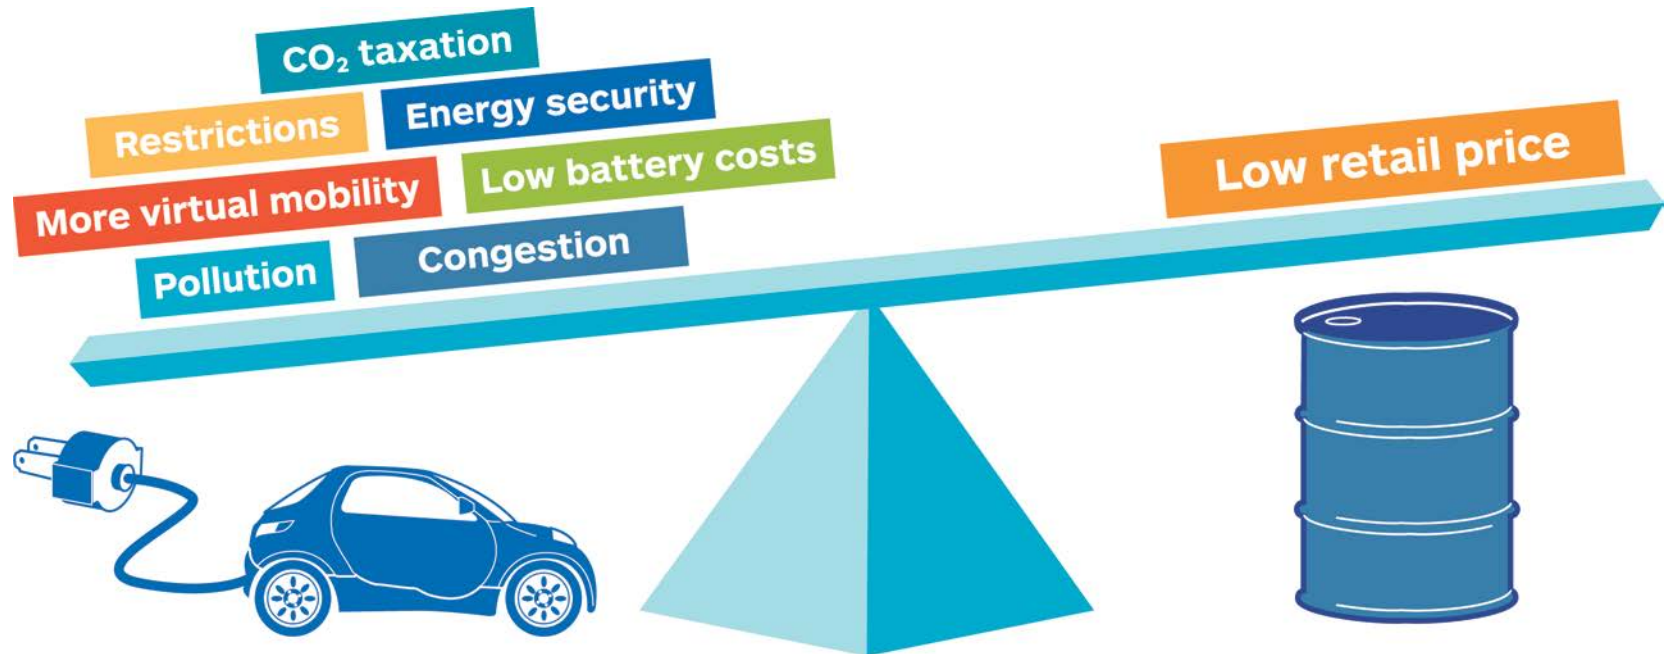 CO₂ taxation
Restrictions
Energy security
More virtual mobility
Low battery costs
Pollution
Congestion
Low retail price